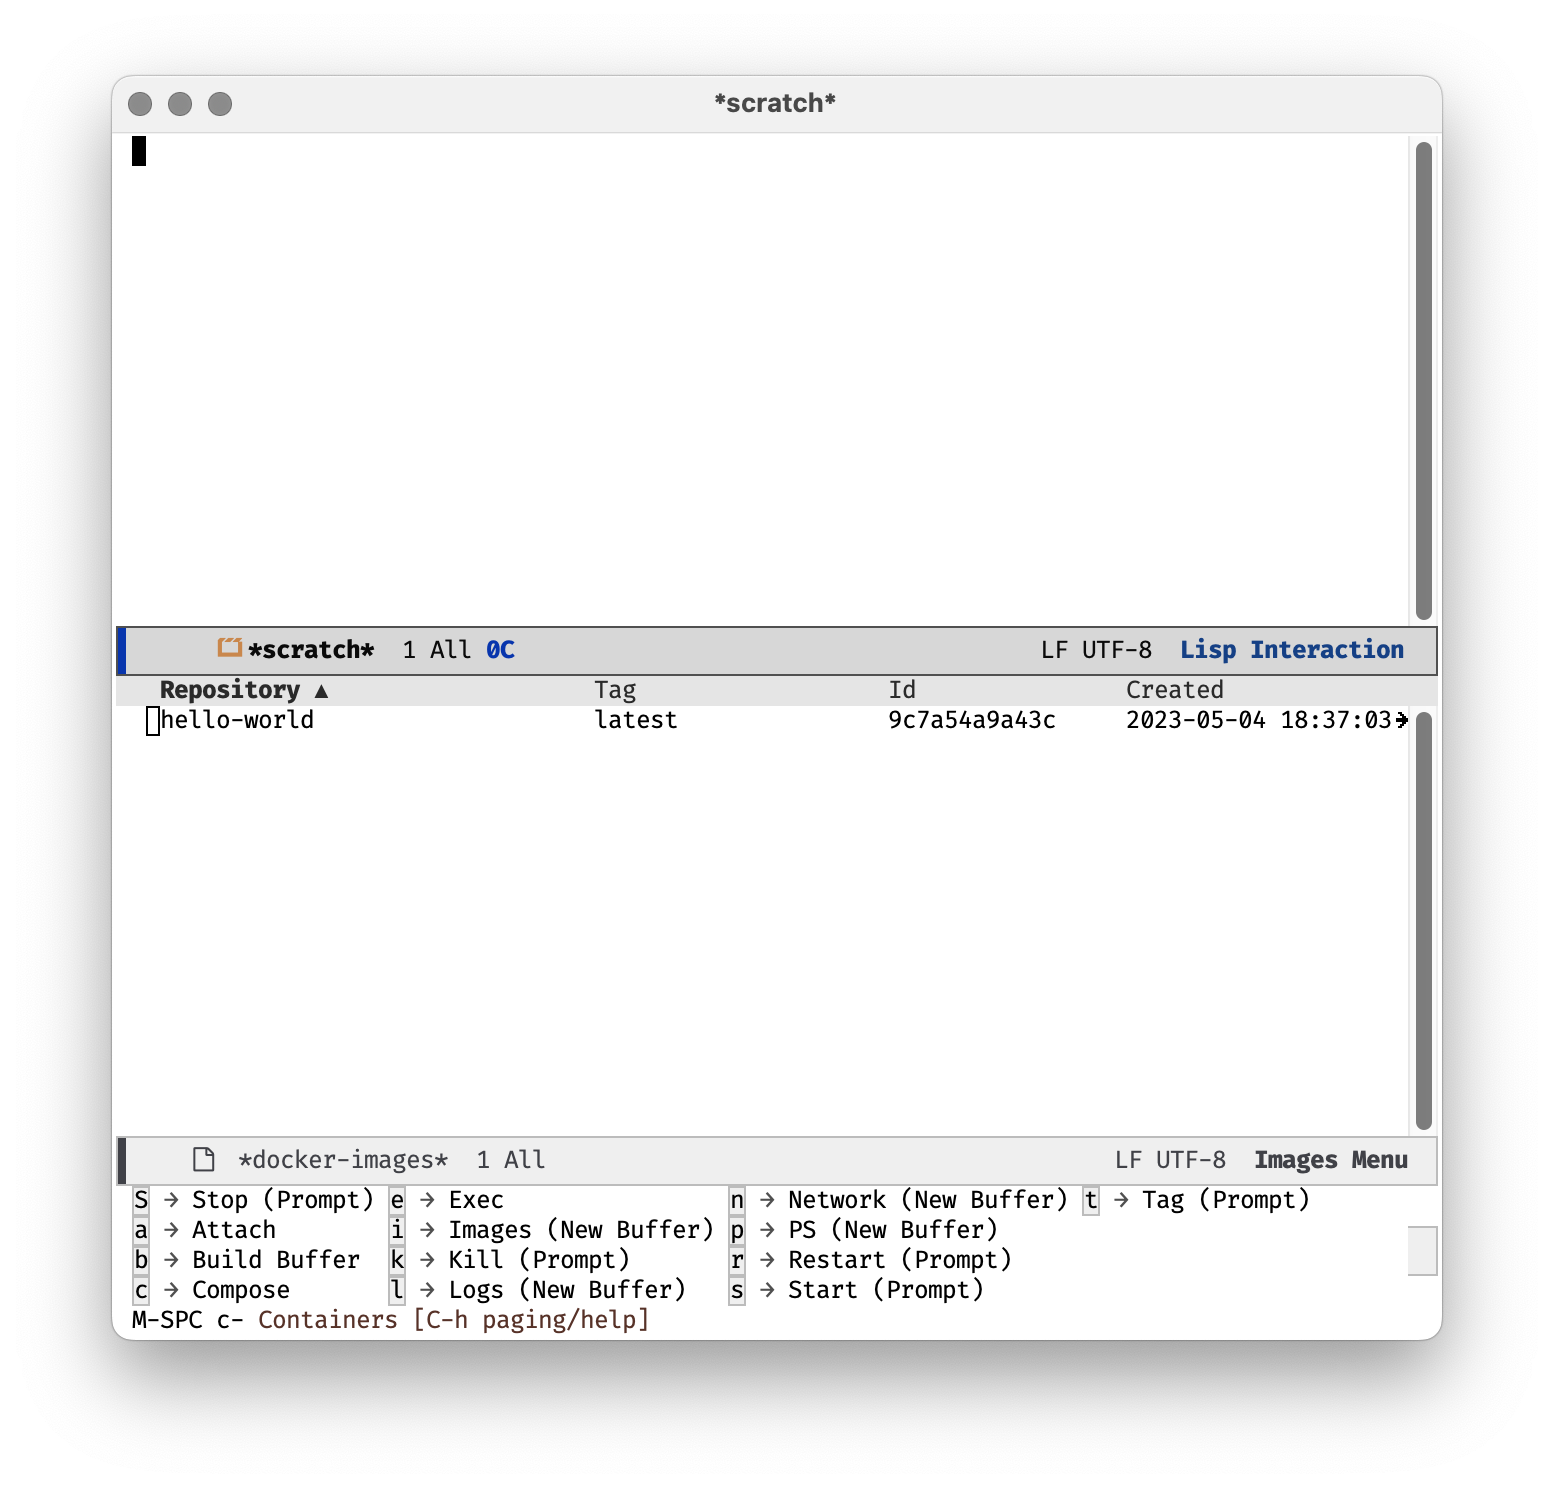 *scratch*
*scratch* 1 All 0C LF UTF-8 Lisp Interaction
Repository ▲ Tag Id Created
hello-world latest 9c7a54a9a43c 2023-05-04 18:37:03→
*docker-images* 1 All LF UTF-8 Images Menu
S → Stop (Prompt) e → Exec n → Network (New Buffer) t → Tag (Prompt)
a → Attach i → Images (New Buffer) p → PS (New Buffer)
b → Build Buffer k → Kill (Prompt) r → Restart (Prompt)
c → Compose l → Logs (New Buffer) s → Start (Prompt)
M-SPC c- Containers [C-h paging/help]